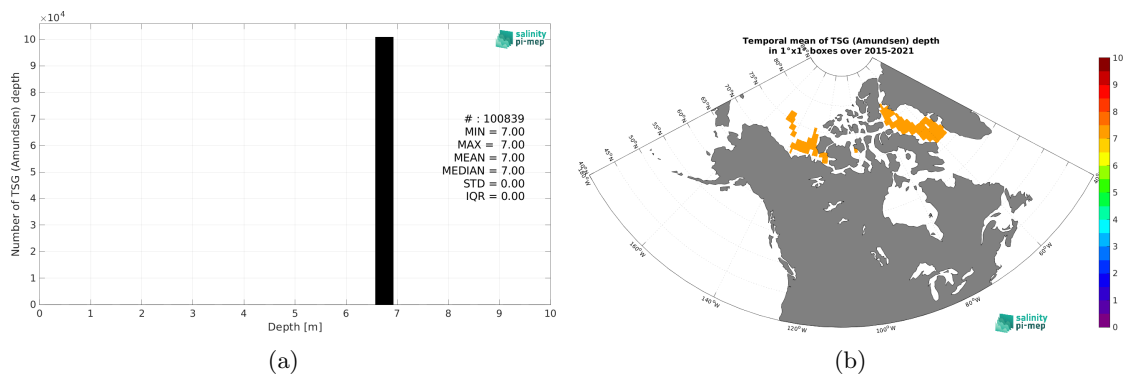 ×10⁴
10
9
8
7
6
5
4
3
2
1
0
Number of TSG (Amundsen) depth
0 1 2 3 4 5 6 7 8 9 10
Depth [m]
salinity
pi-mep
# : 100839
MIN = 7.00
MAX = 7.00
MEAN = 7.00
MEDIAN = 7.00
STD = 0.00
IQR = 0.00
(a)
Temporal mean of TSG (Amundsen) depth
in 1°x1° boxes over 2015-2021
80°N
75°N
70°N
65°N
60°N
55°N
50°N
45°N
160°W
140°W
120°W
100°W
80°W
60°W
10
9
8
7
6
5
4
3
2
1
0
salinity
pi-mep
(b)